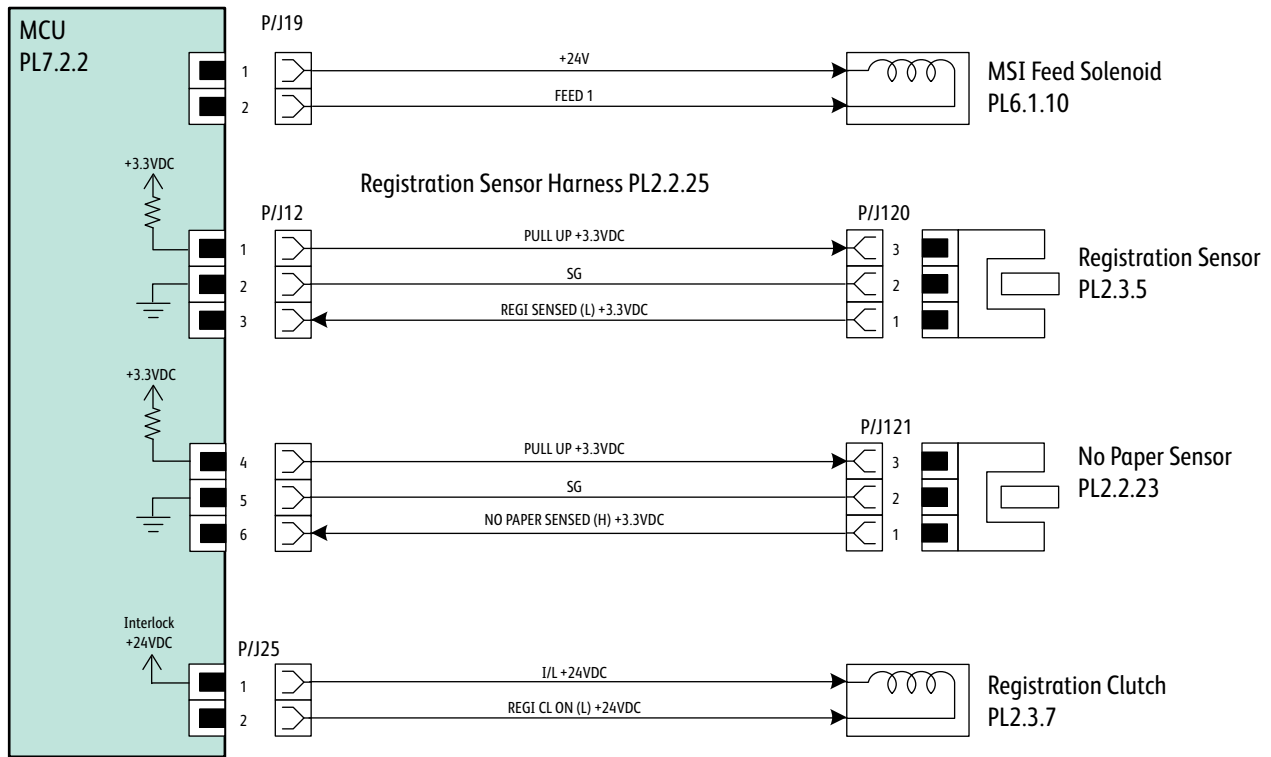 MCU
PL7.2.2
P/J19
1
+24V
2
FEED 1
MSI Feed Solenoid
PL6.1.10
+3.3VDC
Registration Sensor Harness PL2.2.25
P/J12
P/J120
1
PULL UP +3.3VDC
3
2
SG
2
3
REGI SENSED (L) +3.3VDC
1
Registration Sensor
PL2.3.5
+3.3VDC
P/J121
4
PULL UP +3.3VDC
3
5
SG
2
6
NO PAPER SENSED (H) +3.3VDC
1
No Paper Sensor
PL2.2.23
Interlock
+24VDC
P/J25
1
I/L +24VDC
2
REGI CL ON (L) +24VDC
Registration Clutch
PL2.3.7